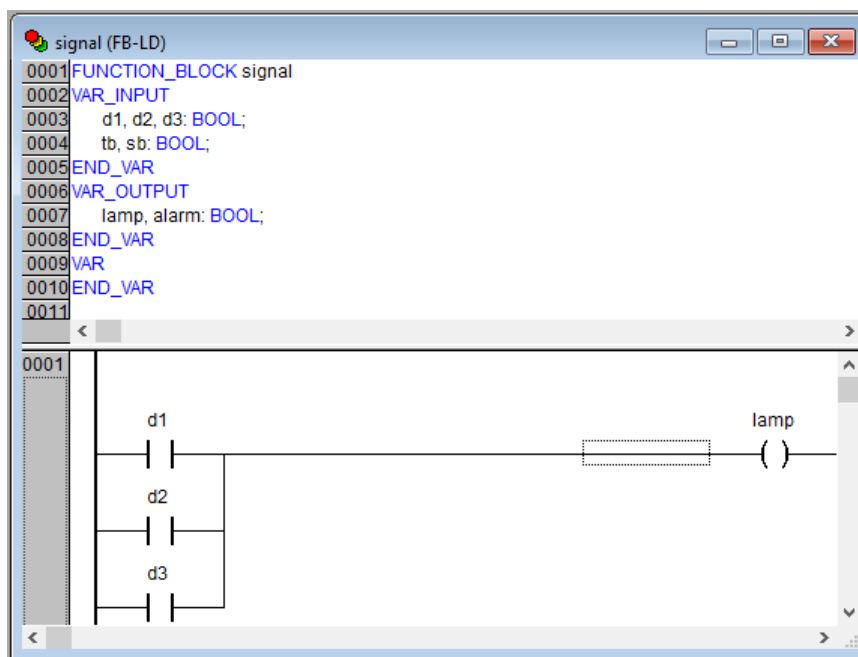 signal (FB-LD)
0001 FUNCTION_BLOCK signal
0002 VAR_INPUT
0003 d1, d2, d3: BOOL;
0004 tb, sb: BOOL;
0005 END_VAR
0006 VAR_OUTPUT
0007 lamp, alarm: BOOL;
0008 END_VAR
0009 VAR
0010 END_VAR
0011
0001
d1 lamp
d2
d3